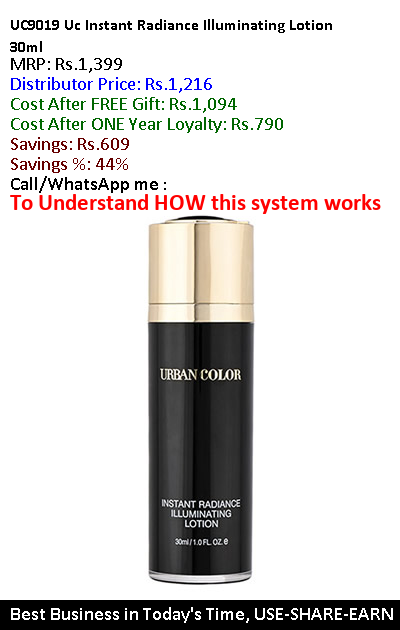 UC9019 Uc Instant Radiance Illuminating Lotion
30ml
MRP: Rs.1,399
Distributor Price: Rs.1,216
Cost After FREE Gift: Rs.1,094
Cost After ONE Year Loyalty: Rs.790
Savings: Rs.609
Savings %: 44%
Call/WhatsApp me :
To Understand HOW this system works
URBAN COLOR
INSTANT RADIANCE
ILLUMINATING
LOTION
30ml/1.0 FL. OZ. e
Best Business in Today's Time, USE-SHARE-EARN